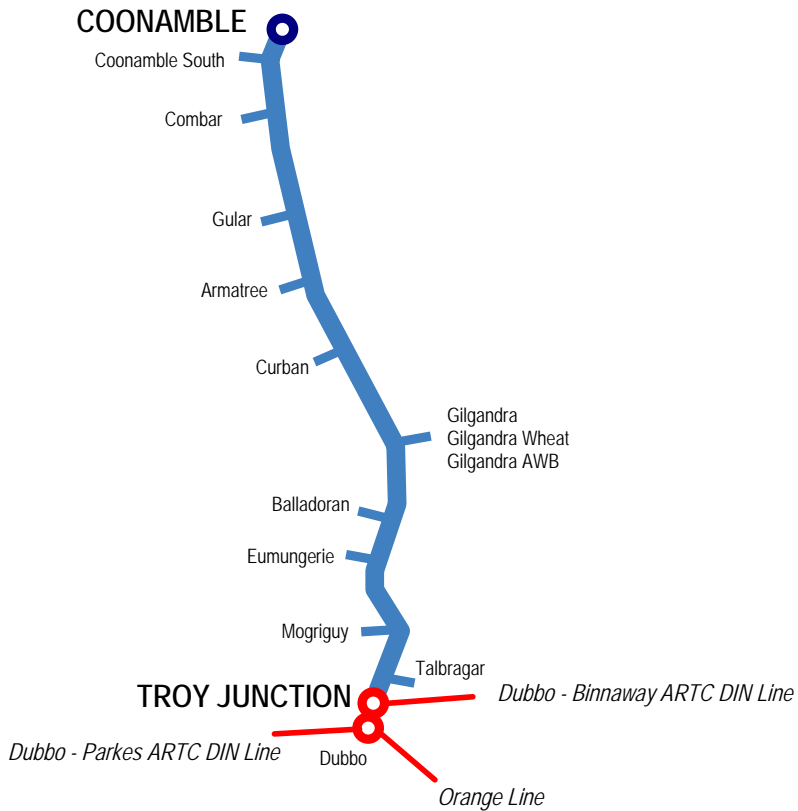 COONAMBLE
Coonamble South
Combar
Gular
Armatree
Curban
Gilgandra
Gilgandra Wheat
Gilgandra AWB
Balladoran
Eumungerie
Mogriguy
Talbragar
TROY JUNCTION
Dubbo - Binnaway ARTC DIN Line
Dubbo - Parkes ARTC DIN Line
Dubbo
Orange Line